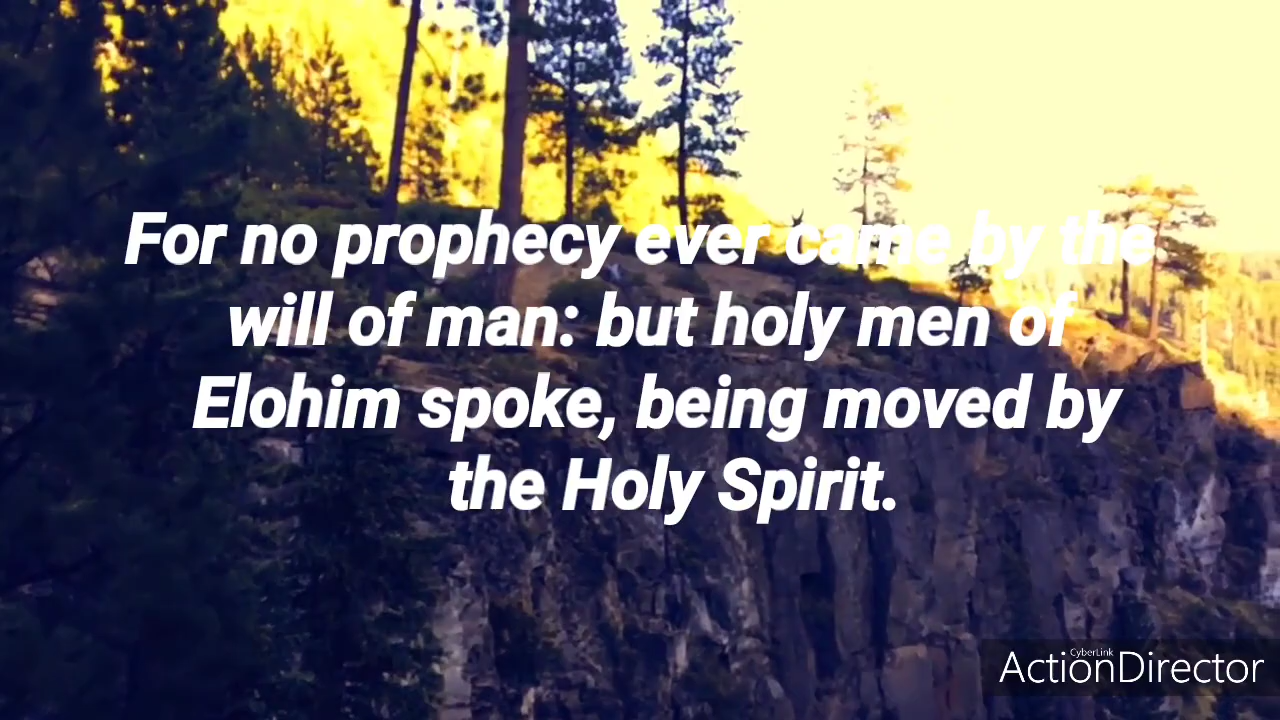 For no prophecy ever came by the
will of man: but holy men of
Elohim spoke, being moved by
the Holy Spirit.
CyberLink
ActionDirector